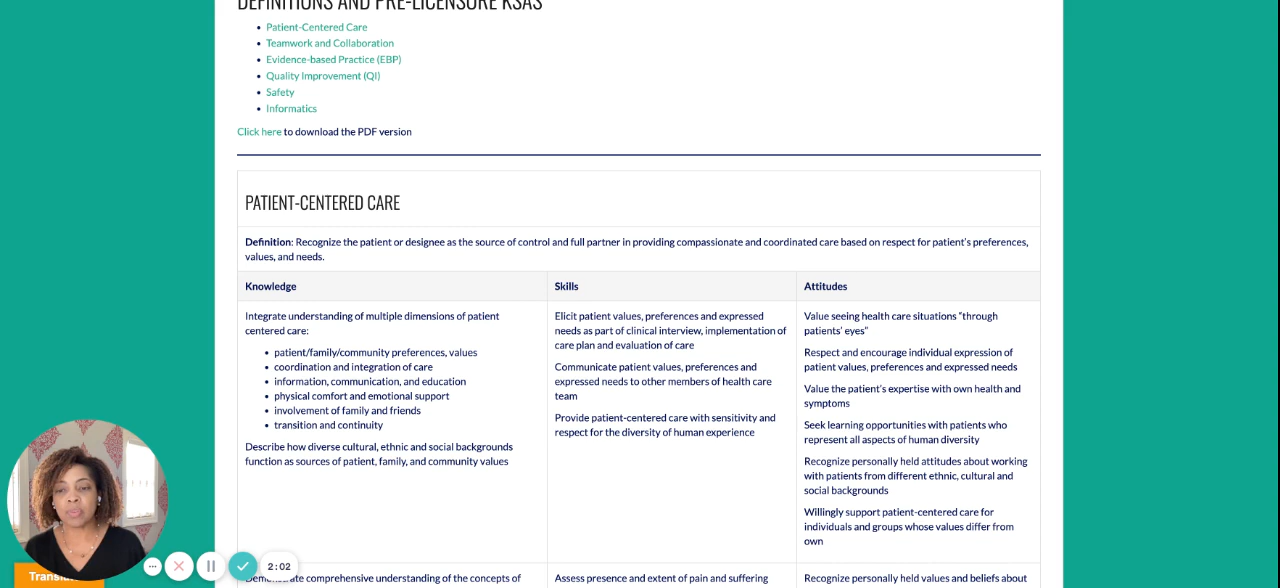 DEFINITIONS AND PRE-LICENSURE KSAS
Patient-Centered Care
Teamwork and Collaboration
Evidence-based Practice (EBP)
Quality Improvement (QI)
Safety
Informatics
Click here to download the PDF version
PATIENT-CENTERED CARE
Definition: Recognize the patient or designee as the source of control and full partner in providing compassionate and coordinated care based on respect for patient's preferences,
values, and needs.
Knowledge
Integrate understanding of multiple dimensions of patient
centered care:
patient/family/community preferences, values
coordination and integration of care
information, communication, and education
physical comfort and emotional support
involvement of family and friends
transition and continuity
Describe how diverse cultural, ethnic and social backgrounds
function as sources of patient, family, and community values
Skills
Elicit patient values, preferences and expressed
needs as part of clinical interview, implementation of
care plan and evaluation of care
Communicate patient values, preferences and
expressed needs to other members of health care
team
Provide patient-centered care with sensitivity and
respect for the diversity of human experience
Attitudes
Value seeing health care situations "through
patients' eyes"
Respect and encourage individual expression of
patient values, preferences and expressed needs
Value the patient's expertise with own health and
symptoms
Seek learning opportunities with patients who
represent all aspects of human diversity
Recognize personally held attitudes about working
with patients from different ethnic, cultural and
social backgrounds
Willingly support patient-centered care for
individuals and groups whose values differ from
own
Demonstrate comprehensive understanding of the concepts of
Assess presence and extent of pain and suffering
Recognize personally held values and beliefs about
2:02